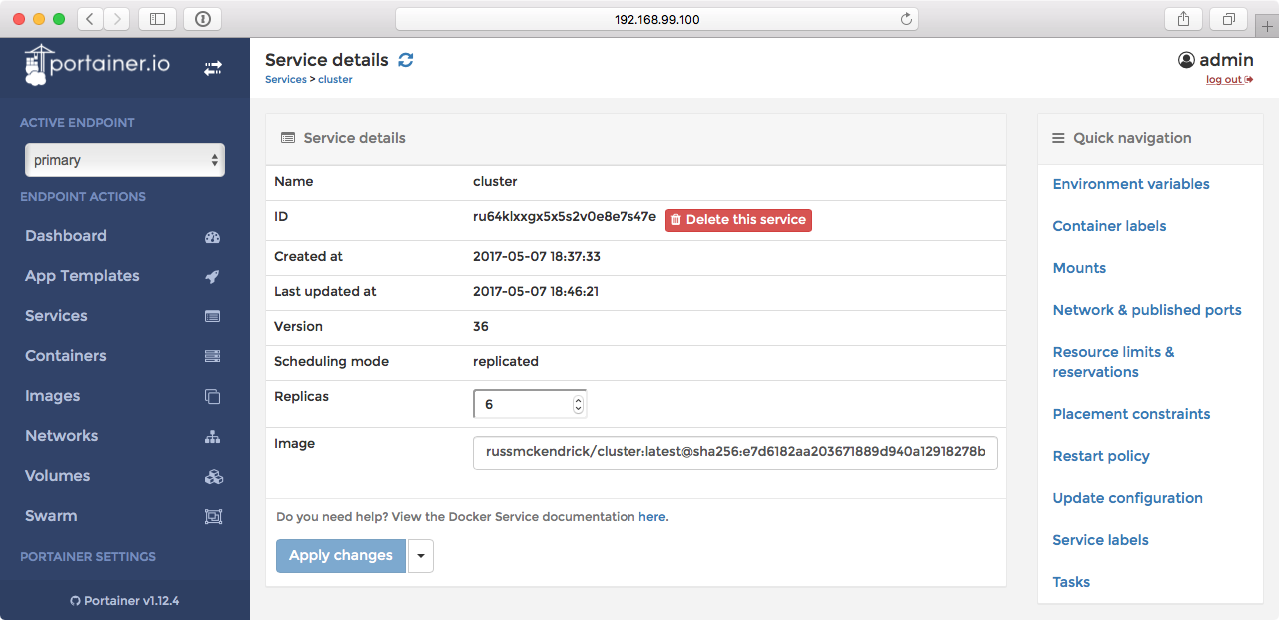 192.168.99.100
portainer.io
ACTIVE ENDPOINT
primary
ENDPOINT ACTIONS
Dashboard
App Templates
Services
Containers
Images
Networks
Volumes
Swarm
PORTAINER SETTINGS
Portainer v1.12.4
Service details
Services > cluster
admin
log out
Service details
Name cluster
ID ru64klxxgx5x5s2v0e8e7s47e Delete this service
Created at 2017-05-07 18:37:33
Last updated at 2017-05-07 18:46:21
Version 36
Scheduling mode replicated
Replicas 6
Image russmckendrick/cluster:latest@sha256:e7d6182aa203671889d940a12918278b
Do you need help? View the Docker Service documentation here.
Apply changes
Quick navigation
Environment variables
Container labels
Mounts
Network & published ports
Resource limits &
reservations
Placement constraints
Restart policy
Update configuration
Service labels
Tasks